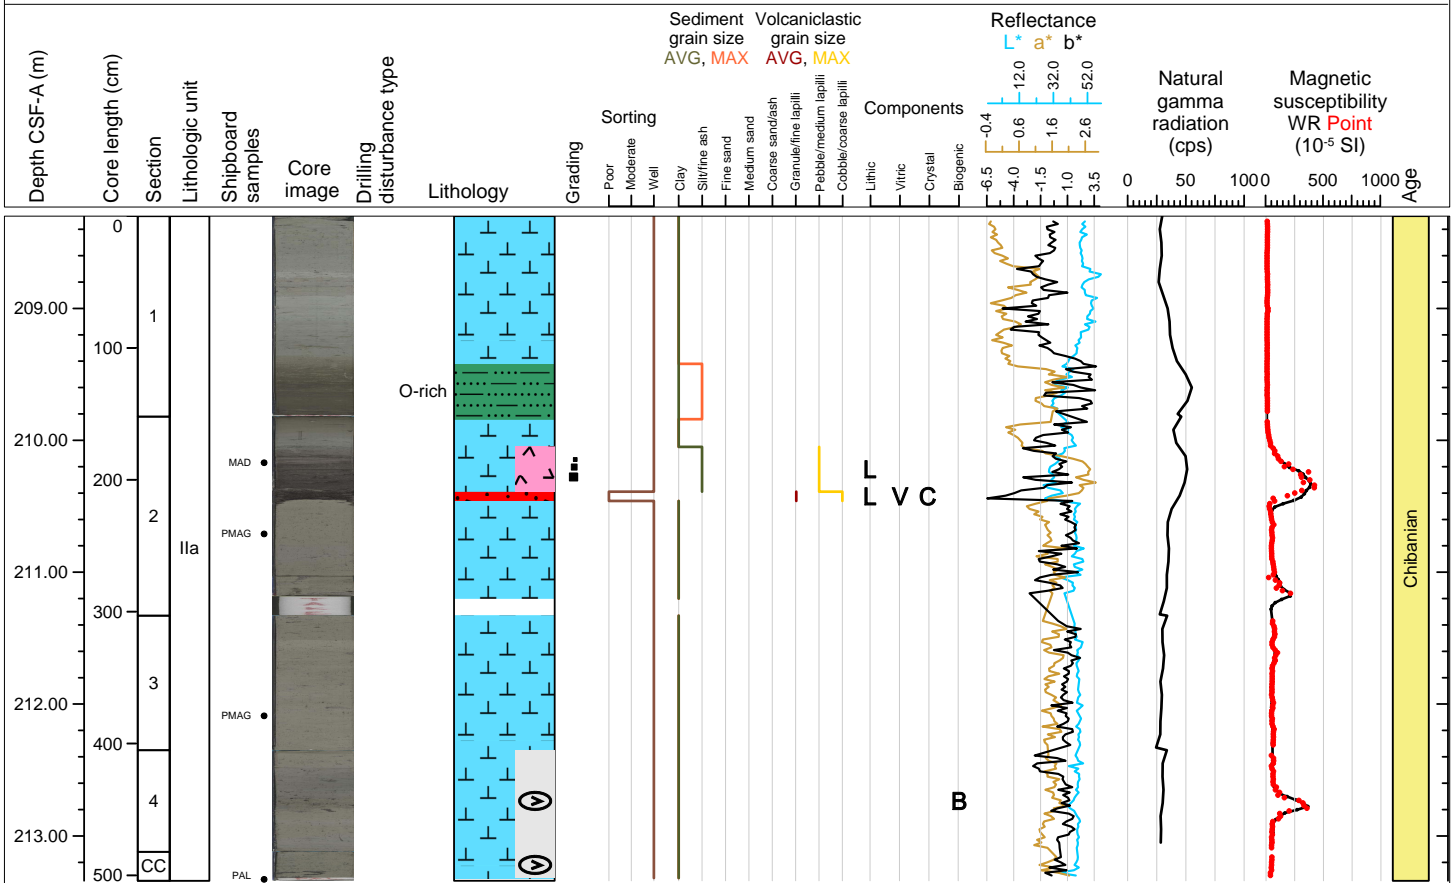 Sediment
grain size
AVG, MAX
Volcaniclastic
grain size
AVG, MAX
Reflectance
L* a* b*
12.0 32.0 52.0
-0.4 0.6 1.6 2.6
-6.5 -4.0 -1.5 1.0 3.5
Depth CSF-A (m)
Core length (cm)
Section
Lithologic unit
Shipboard
samples
Core
image
Drilling
disturbance type
Lithology
Grading
Sorting
Poor
Moderate
Well
Clay
Silt/fine ash
Fine sand
Medium sand
Coarse sand/ash
Granule/fine lapilli
Pebble/medium lapilli
Cobble/coarse lapilli
Components
Lithic
Vitric
Crystal
Biogenic
Natural
gamma
radiation
(cps)
0 50 100
Magnetic
susceptibility
WR Point
(10-5 SI)
0 500 1000
Age
0
209.00
1
100
O-rich
210.00
MAD
L
200
L V C
2
PMAG
IIa
211.00
Chibanian
300
3
212.00
PMAG
400
4
B
213.00
CC
500
PAL